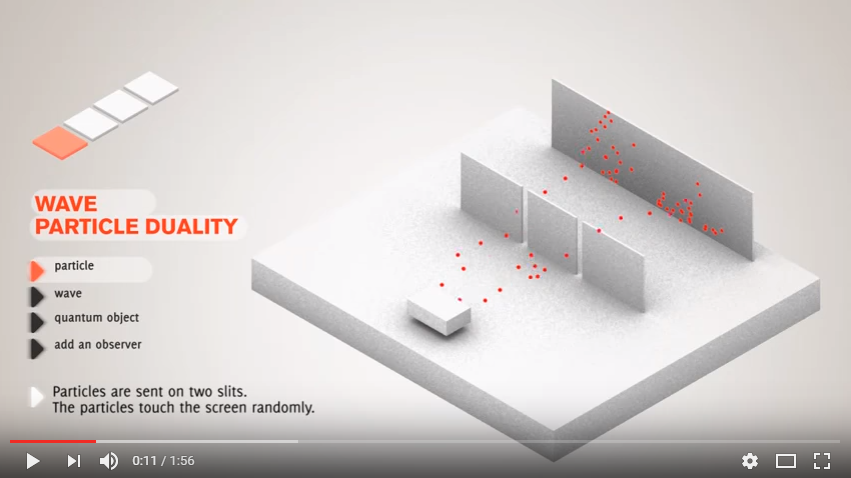 WAVE
PARTICLE DUALITY
particle
wave
quantum object
add an observer
Particles are sent on two slits.
The particles touch the screen randomly.
0:11 / 1:56